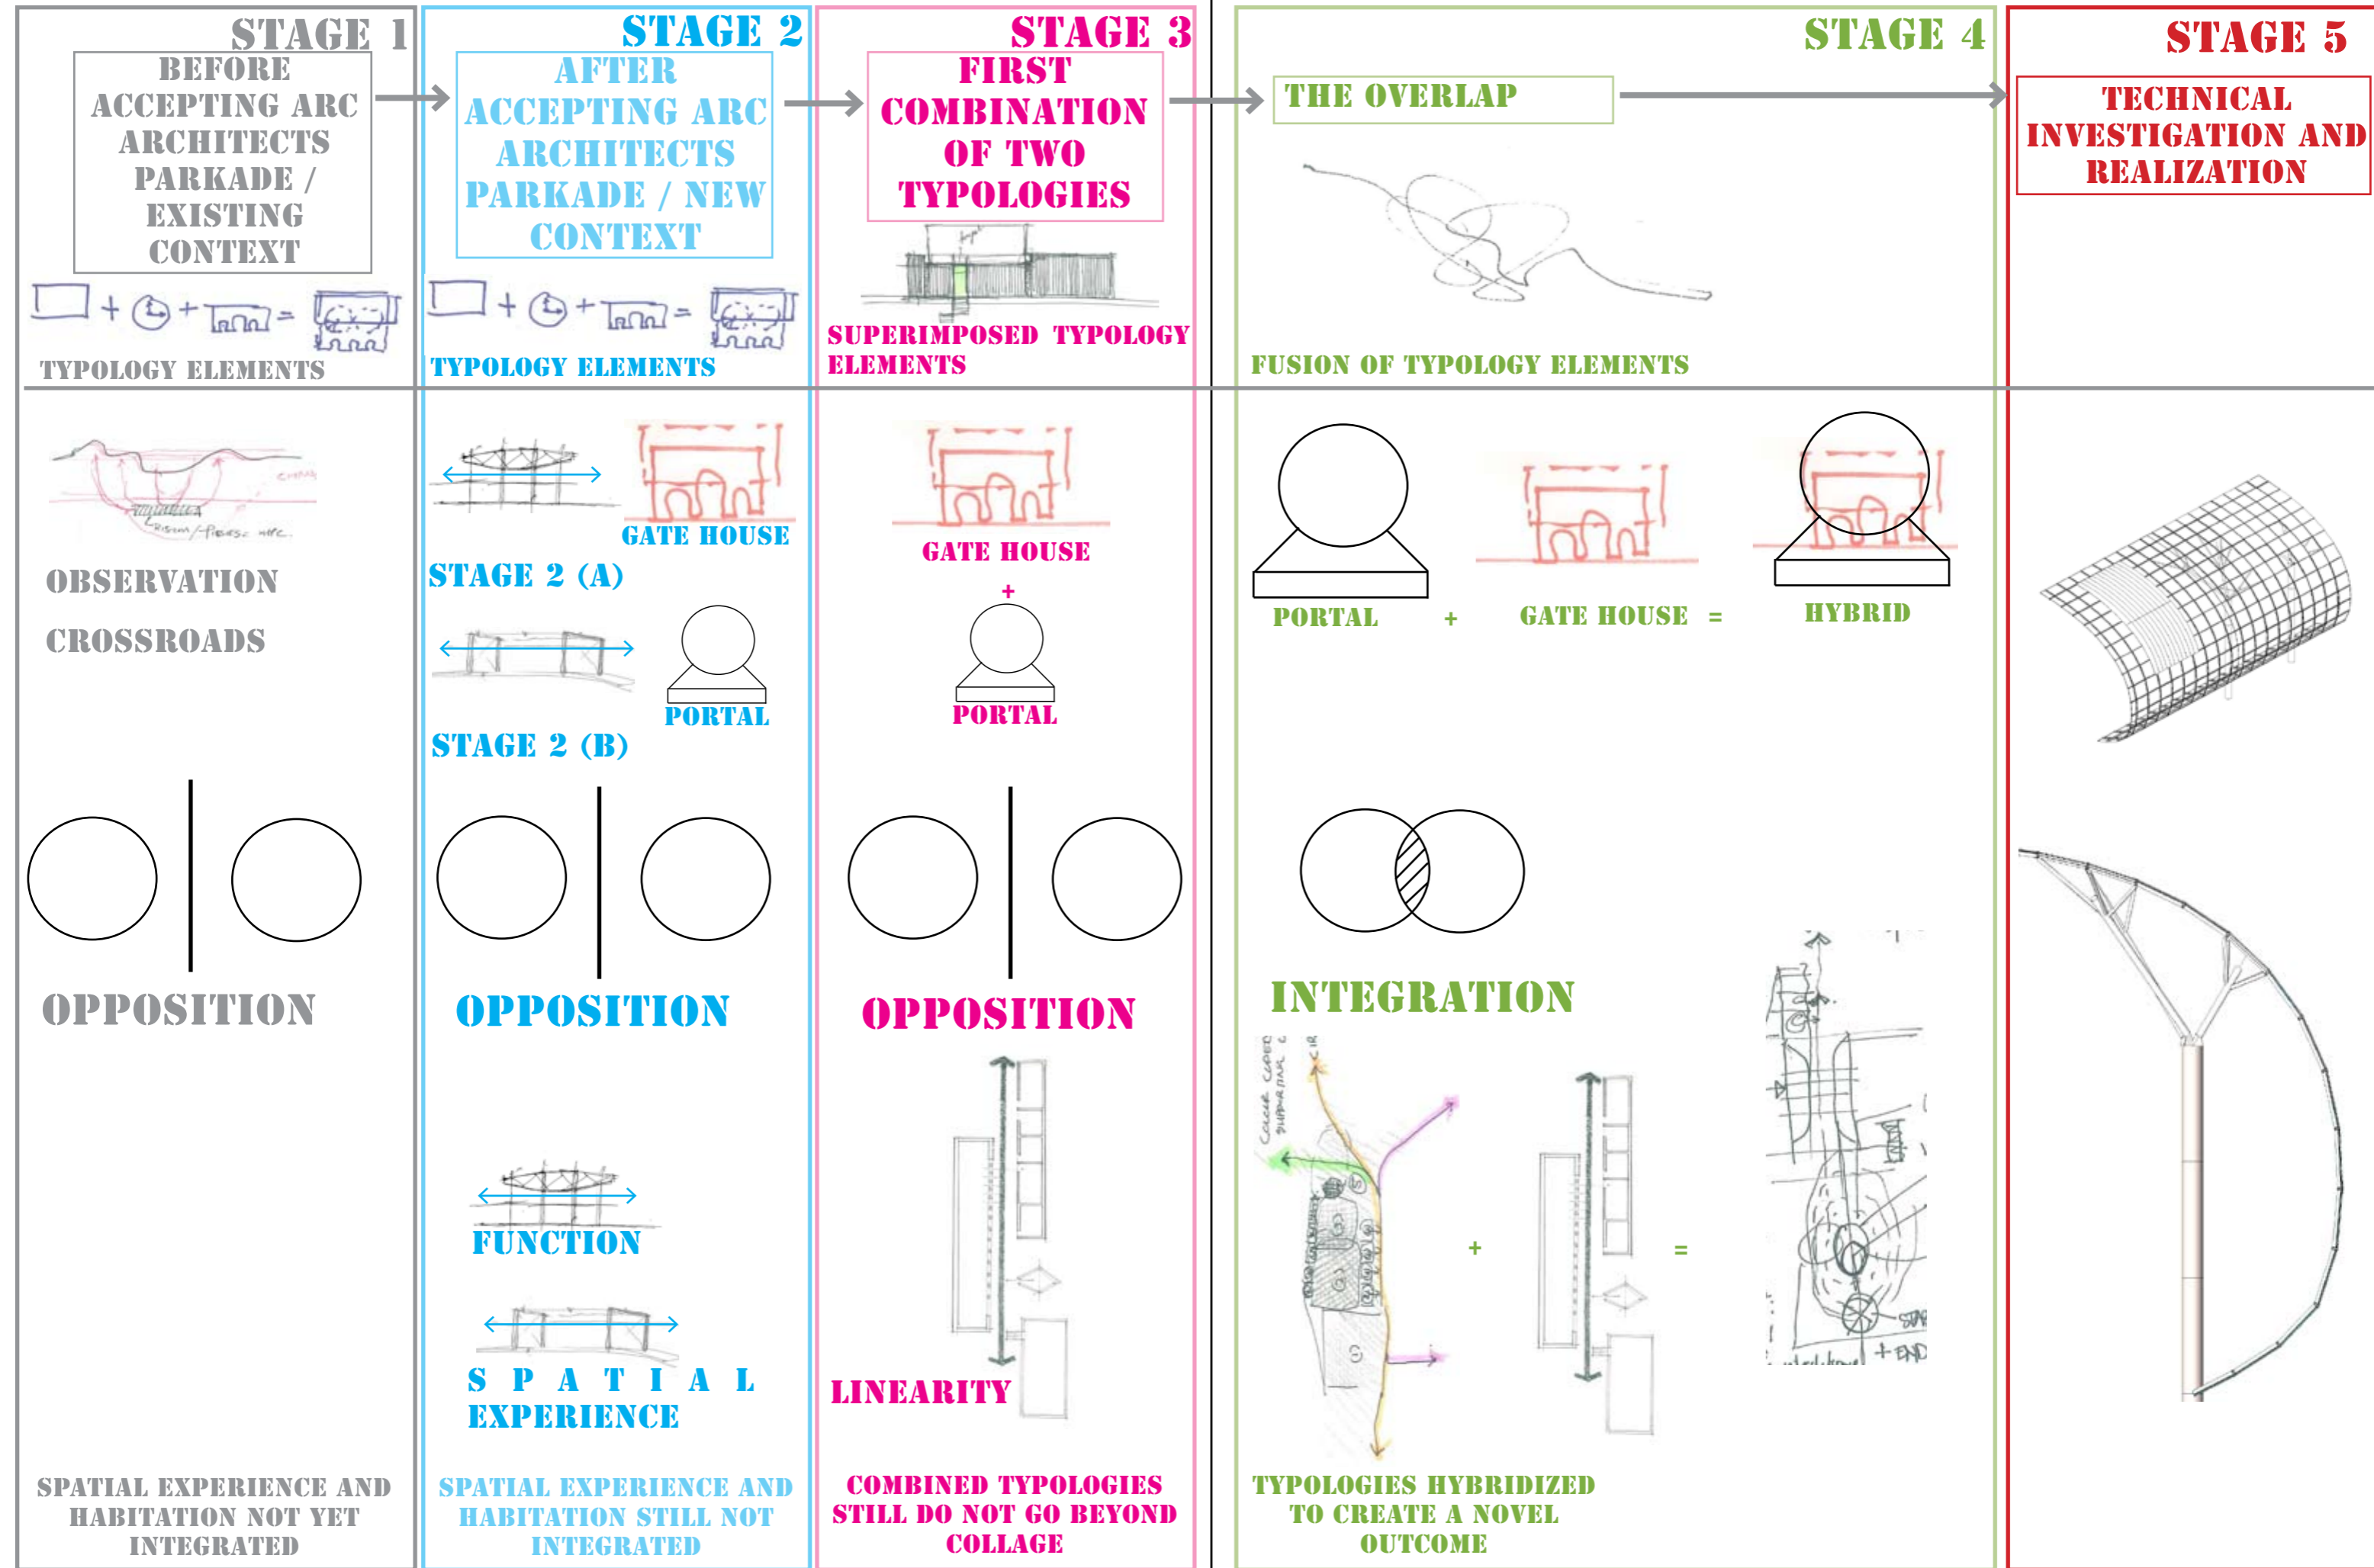 STAGE 1
BEFORE
ACCEPTING ARC
ARCHITECTS
PARKADE /
EXISTING
CONTEXT
TYPOLOGY ELEMENTS
OBSERVATION
CROSSROADS
OPPOSITION
SPATIAL EXPERIENCE AND
HABITATION NOT YET
INTEGRATED
STAGE 2
AFTER
ACCEPTING ARC
ARCHITECTS
PARKADE / NEW
CONTEXT
TYPOLOGY ELEMENTS
GATE HOUSE
STAGE 2 (A)
PORTAL
STAGE 2 (B)
OPPOSITION
FUNCTION
SPATIAL
EXPERIENCE
SPATIAL EXPERIENCE AND
HABITATION STILL NOT
INTEGRATED
STAGE 3
FIRST
COMBINATION
OF TWO
TYPOLOGIES
SUPERIMPOSED TYPOLOGY
ELEMENTS
GATE HOUSE
+
PORTAL
OPPOSITION
LINEARITY
COMBINED TYPOLOGIES
STILL DO NOT GO BEYOND
COLLAGE
STAGE 4
THE OVERLAP
FUSION OF TYPOLOGY ELEMENTS
PORTAL + GATE HOUSE = HYBRID
INTEGRATION
+ =
+ END
TYPOLOGIES HYBRIDIZED
TO CREATE A NOVEL
OUTCOME
STAGE 5
TECHNICAL
INVESTIGATION AND
REALIZATION